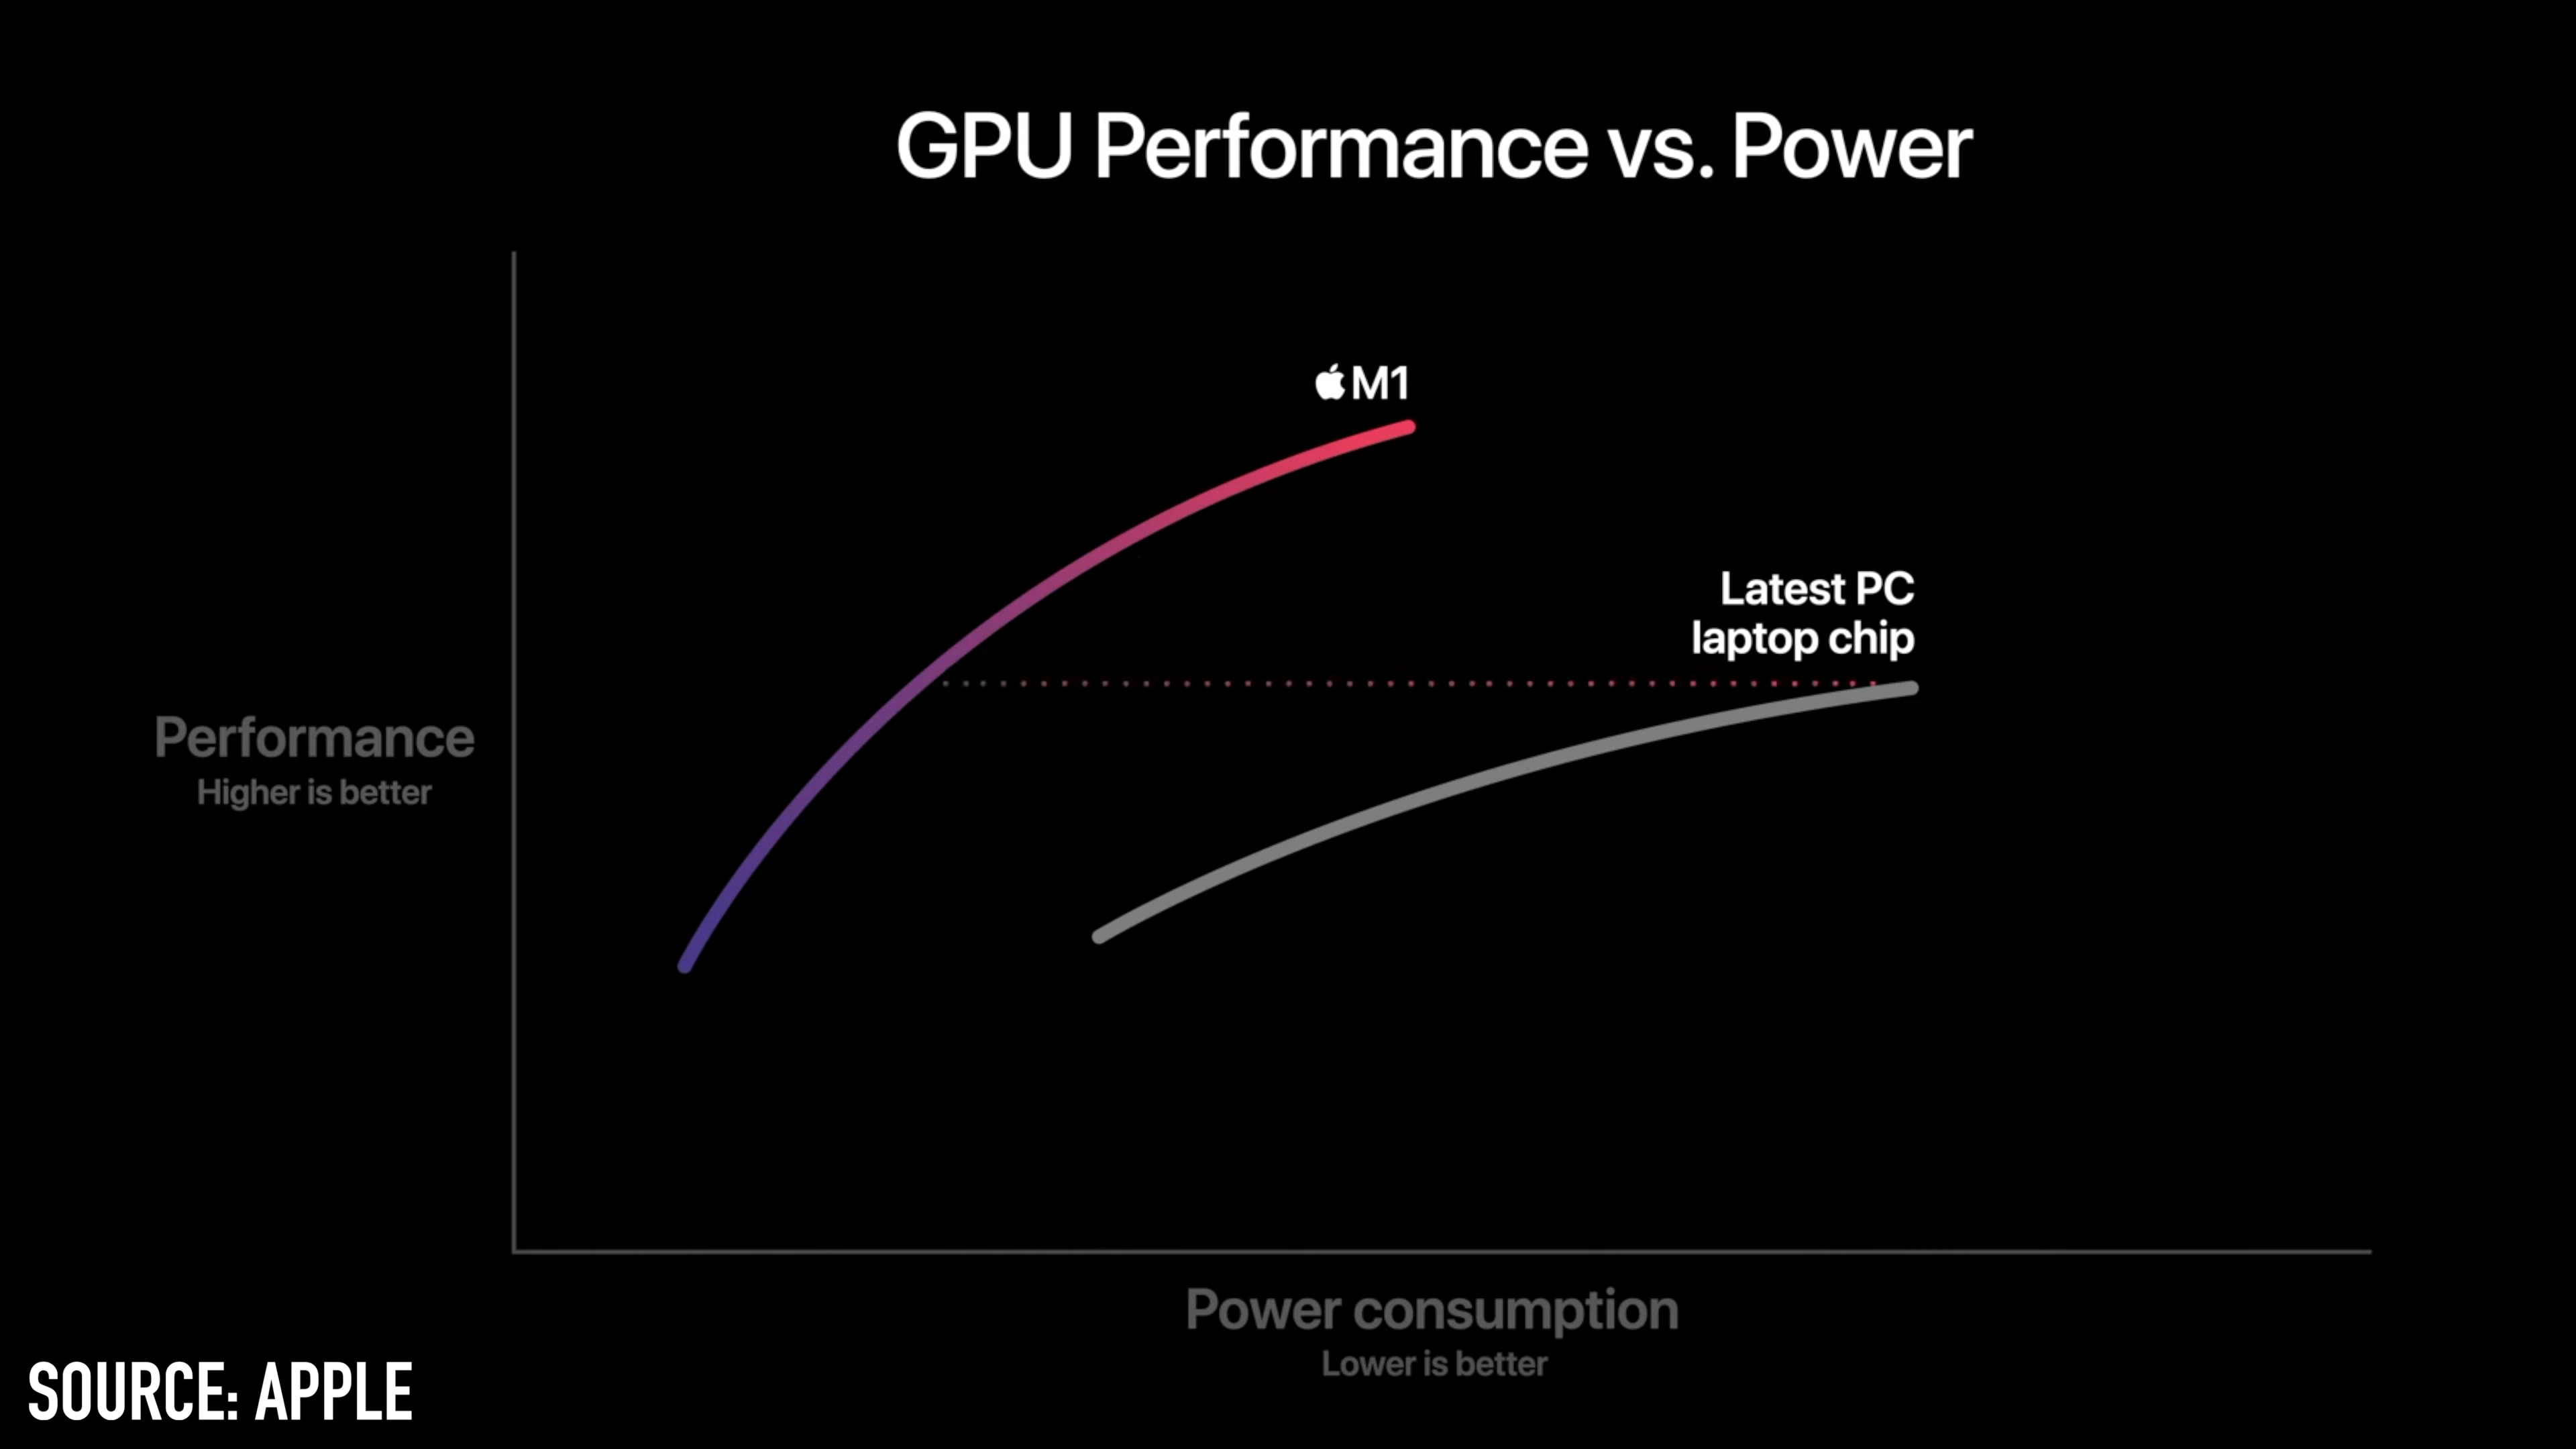 GPU Performance vs. Power
M1
Latest PC
laptop chip
Performance
Higher is better
Power consumption
Lower is better
SOURCE: APPLE